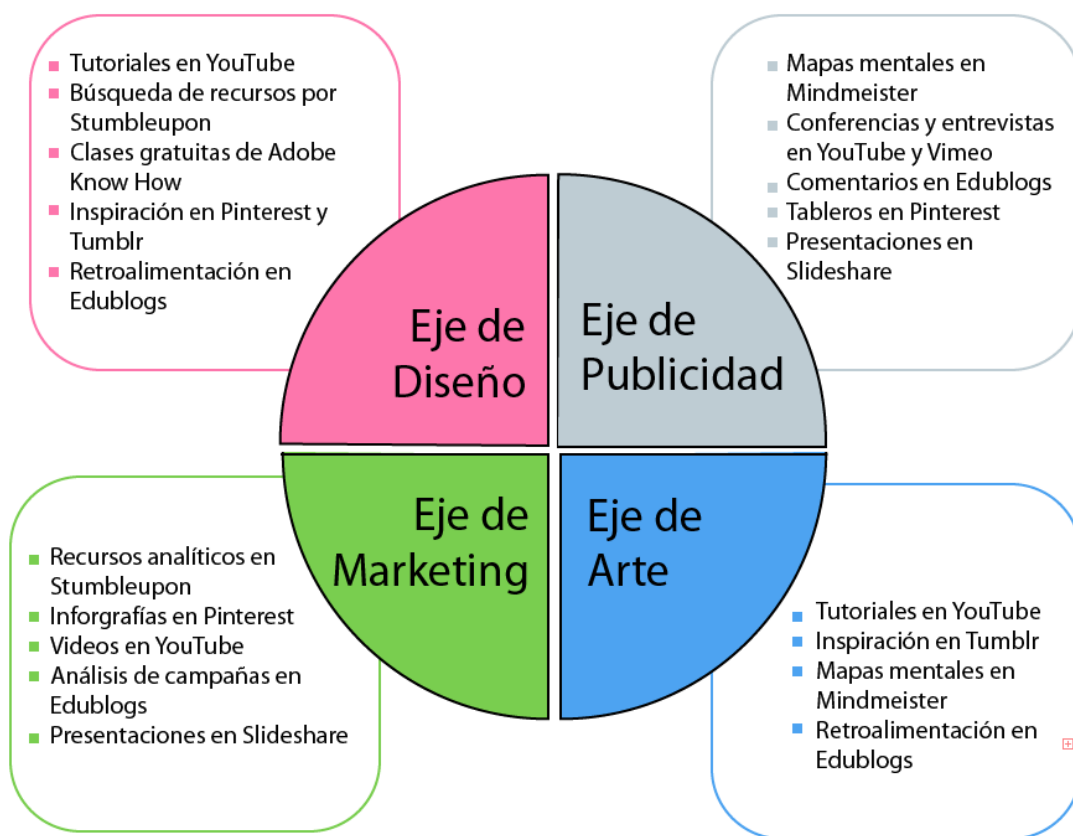 Tutoriales en YouTube
Búsqueda de recursos por
Stumbleupon
Clases gratuitas de Adobe
Know How
Inspiración en Pinterest y
Tumblr
Retroalimentación en
Edublogs
Mapas mentales en
Mindmeister
Conferencias y entrevistas
en YouTube y Vimeo
Comentarios en Edublogs
Tableros en Pinterest
Presentaciones en
Slideshare
Eje de
Diseño
Eje de
Publicidad
Eje de
Marketing
Eje de
Arte
Recursos analíticos en
Stumbleupon
Inforgrafías en Pinterest
Videos en YouTube
Análisis de campañas en
Edublogs
Presentaciones en Slideshare
Tutoriales en YouTube
Inspiración en Tumblr
Mapas mentales en
Mindmeister
Retroalimentación en
Edublogs